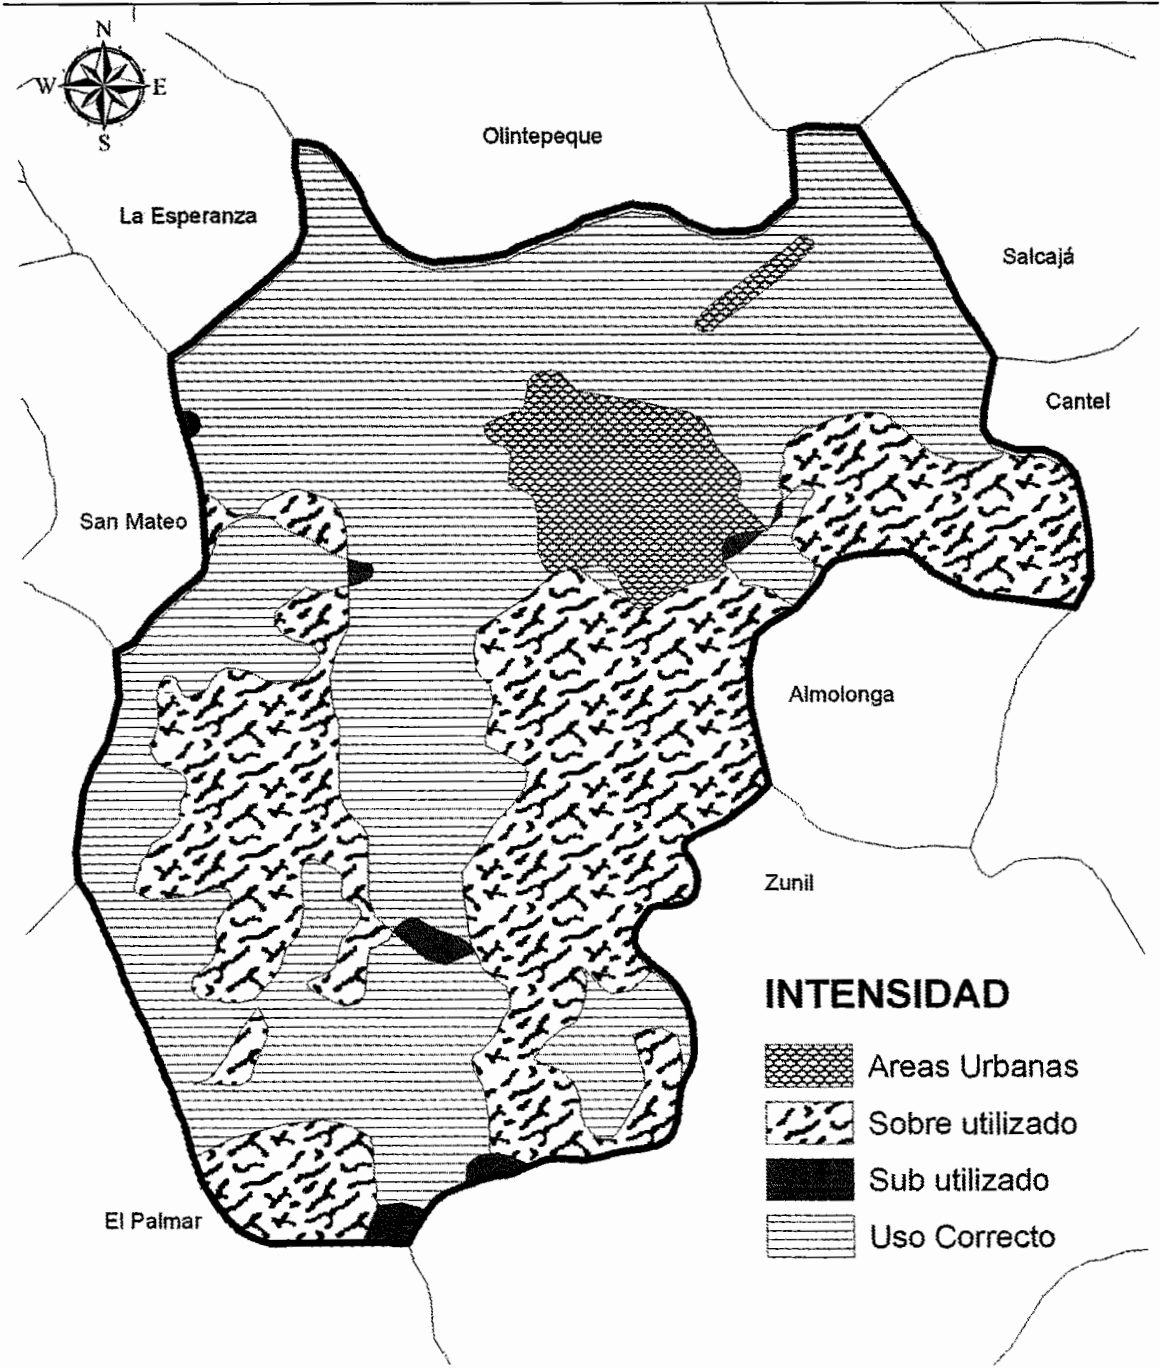 N
W E
S
Olintepeque
La Esperanza
Salcajá
Cantel
San Mateo
Almolonga
Zunil
INTENSIDAD
Areas Urbanas
Sobre utilizado
Sub utilizado
El Palmar
Uso Correcto